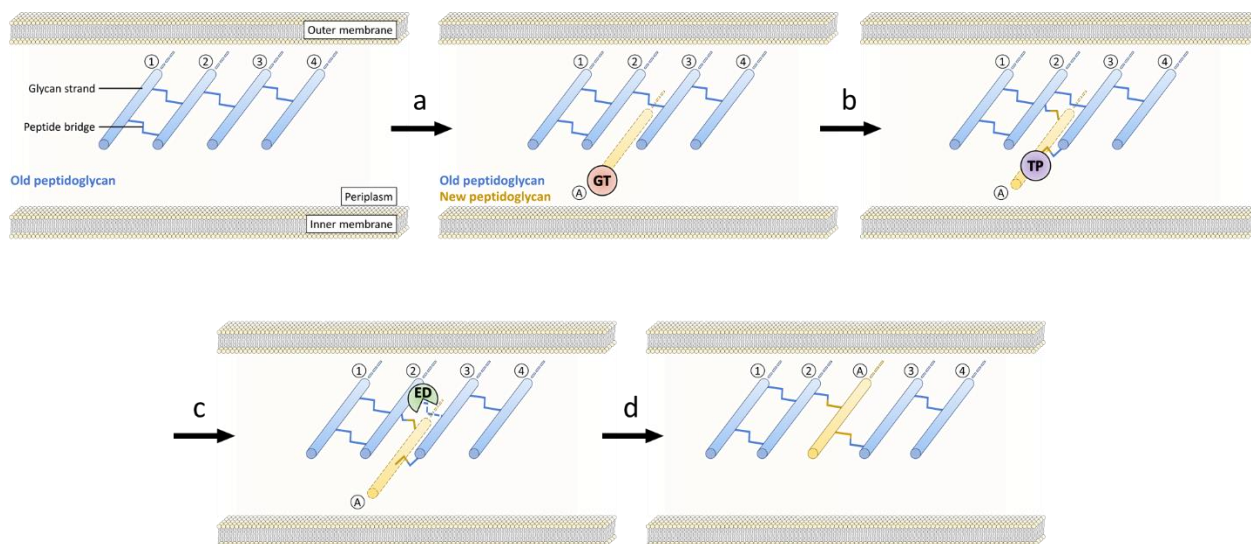 Outer membrane
① ② ③ ④
Glycan strand
Peptide bridge
Old peptidoglycan
Periplasm
Inner membrane
a
① ② ③ ④
GT
Ⓐ
Old peptidoglycan
New peptidoglycan
b
① ② ③ ④
TP
Ⓐ
c
① ② ③ ④
ED
Ⓐ
d
① ② Ⓐ ③ ④